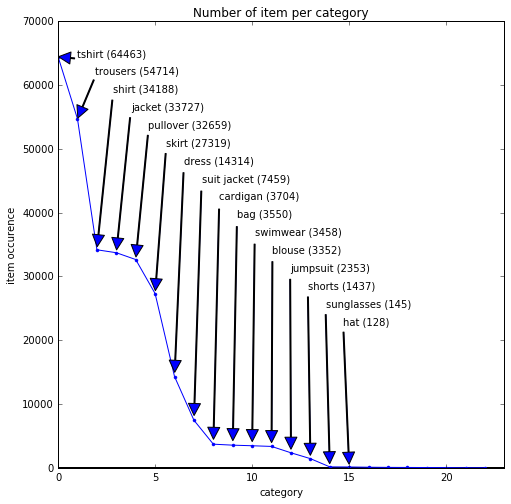 Number of item per category
70000
60000
50000
40000
30000
20000
10000
0
item occurence
tshirt (64463)
trousers (54714)
shirt (34188)
jacket (33727)
pullover (32659)
skirt (27319)
dress (14314)
suit jacket (7459)
cardigan (3704)
bag (3550)
swimwear (3458)
blouse (3352)
jumpsuit (2353)
shorts (1437)
sunglasses (145)
hat (128)
0 5 10 15 20
category